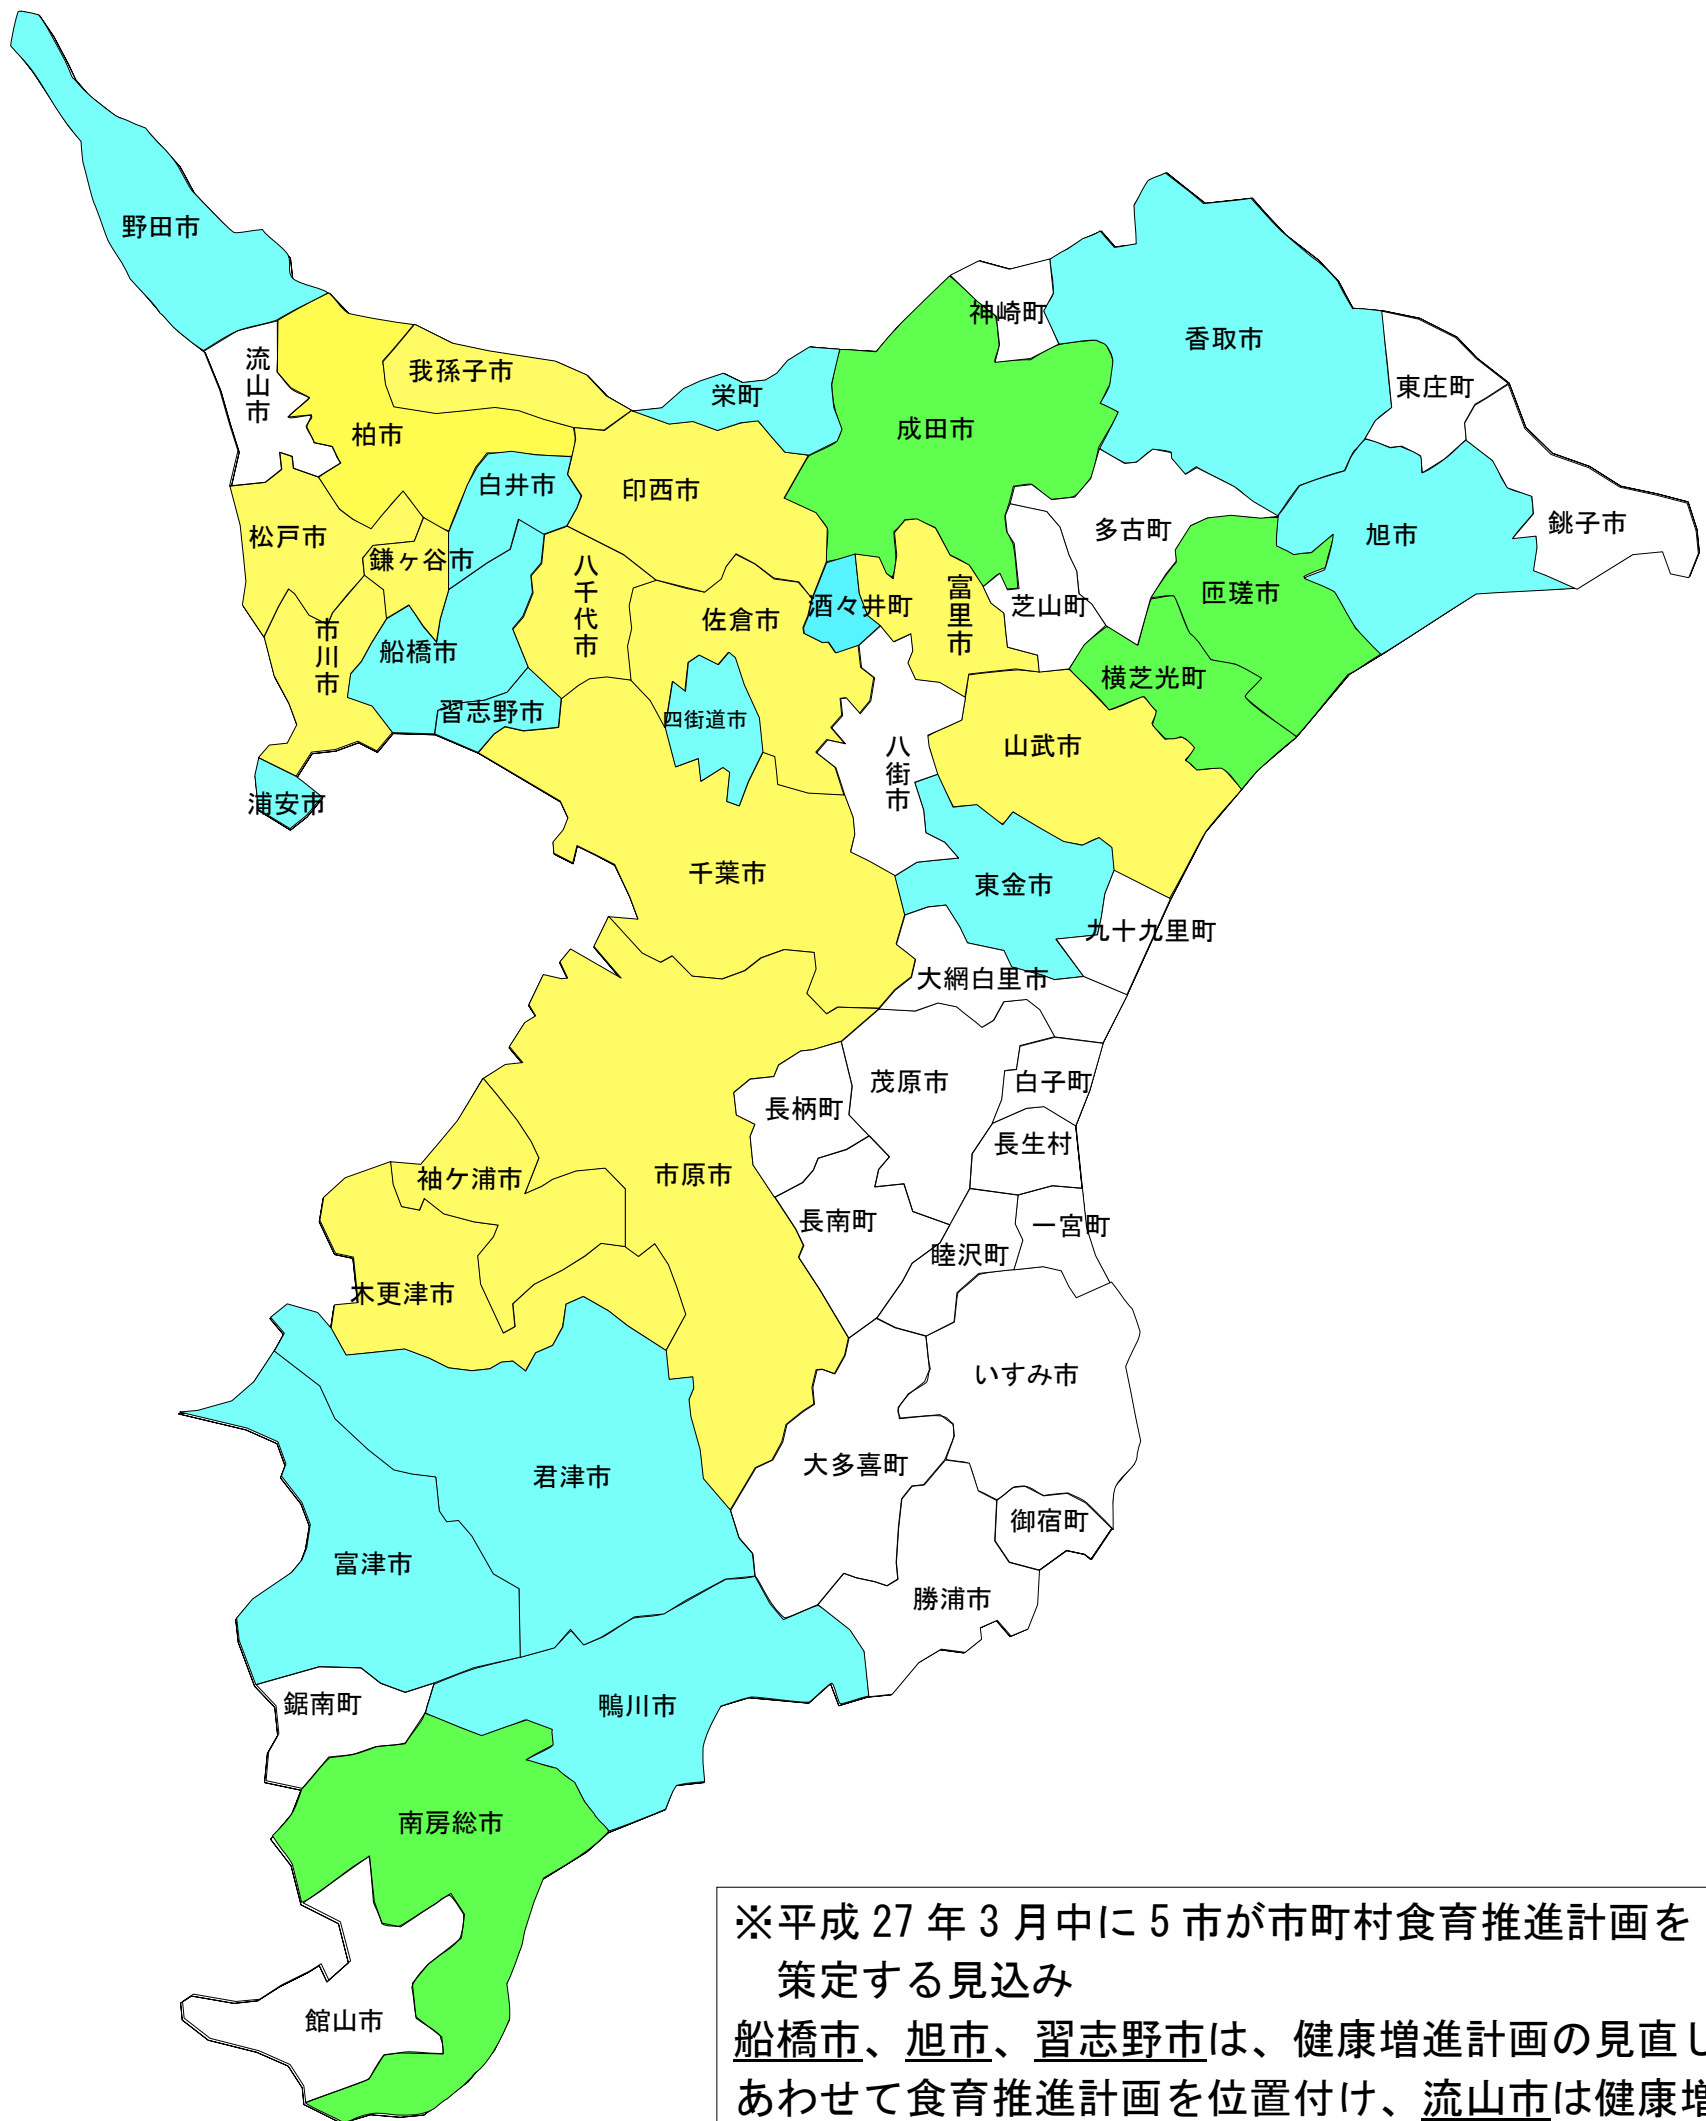 野田市
香取市
神崎町
流山市
我孫子市
栄町
東庄町
柏市
成田市
白井市
印西市
松戸市
鎌ヶ谷市
多古町
旭市
銚子市
八千代市
酒々井町
富里市
芝山町
匝瑳市
佐倉市
市川市
船橋市
横芝光町
習志野市
四街道市
八街市
山武市
浦安市
千葉市
東金市
九十九里町
大網白里市
茂原市
白子町
長柄町
長生村
袖ケ浦市
市原市
長南町
一宮町
睦沢町
木更津市
いすみ市
大多喜町
君津市
御宿町
富津市
勝浦市
鋸南町
鴨川市
南房総市
館山市
※平成 27 年 3 月中に 5 市が市町村食育推進計画を
策定する見込み
船橋市、旭市、習志野市は、健康増進計画の見直し
あわせて食育推進計画を位置付け、流山市は健康増